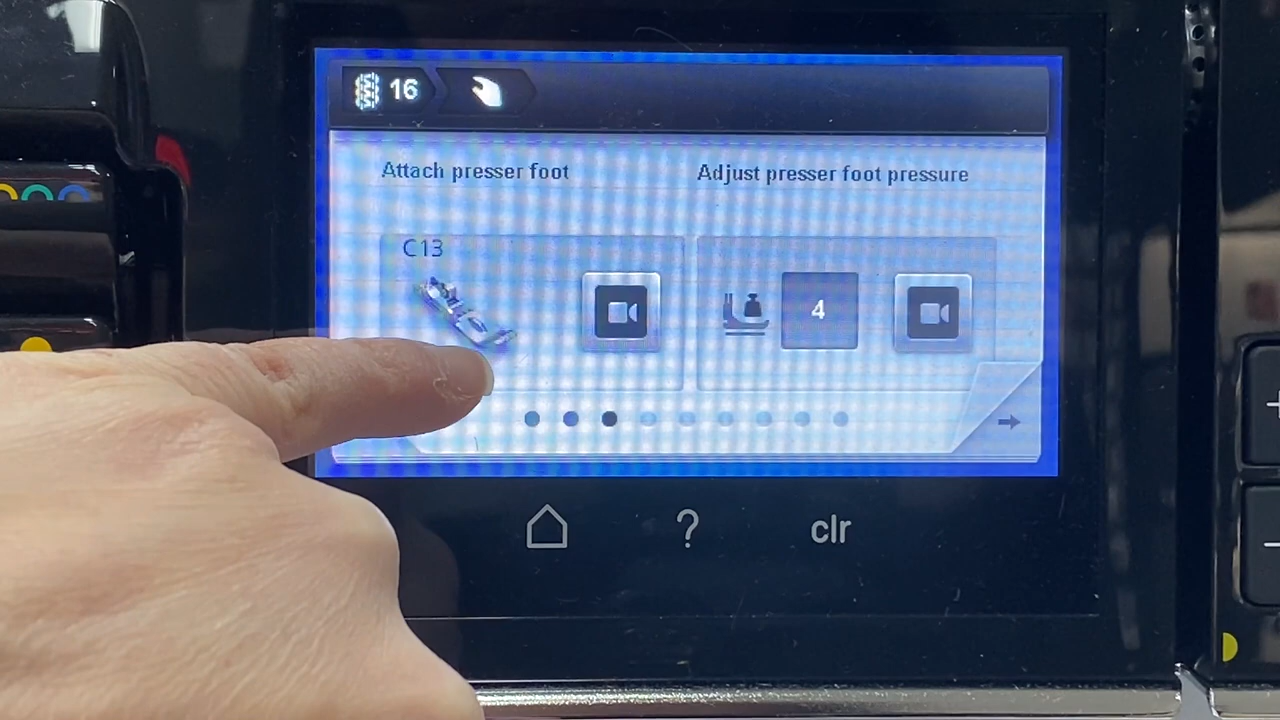 16
Attach presser foot
Adjust presser foot pressure
C13
4
?
clr
+
−